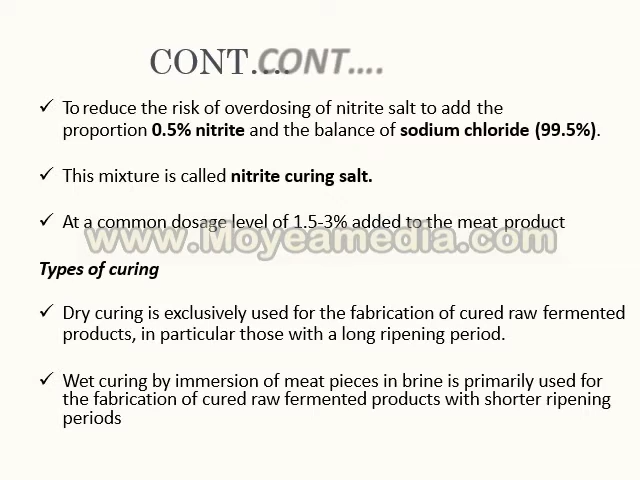 CONT.... CONT....
✓ To reduce the risk of overdosing of nitrite salt to add the
proportion 0.5% nitrite and the balance of sodium chloride (99.5%).
✓ This mixture is called nitrite curing salt.
✓ At a common dosage level of 1.5-3% added to the meat product
www.Moyeamedia.com
Types of curing
✓ Dry curing is exclusively used for the fabrication of cured raw fermented
products, in particular those with a long ripening period.
✓ Wet curing by immersion of meat pieces in brine is primarily used for
the fabrication of cured raw fermented products with shorter ripening
periods